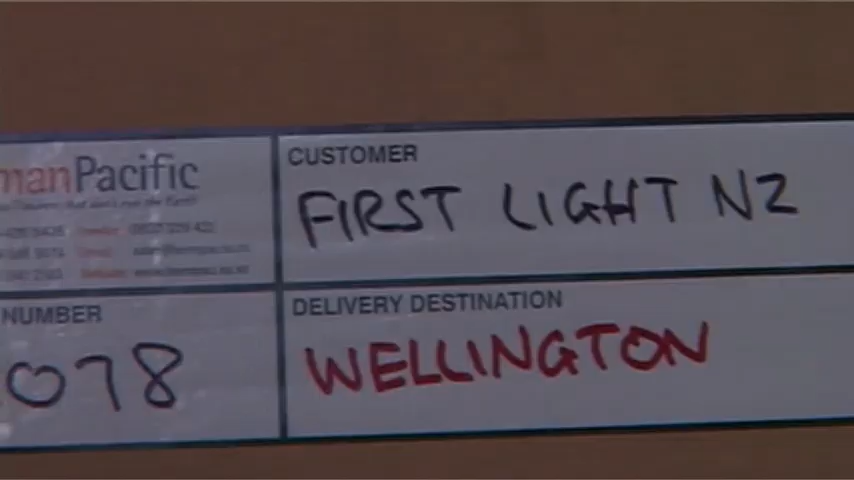 manPacific
CUSTOMER
FIRST LIGHT NZ
NUMBER
078
DELIVERY DESTINATION
WELLINGTON